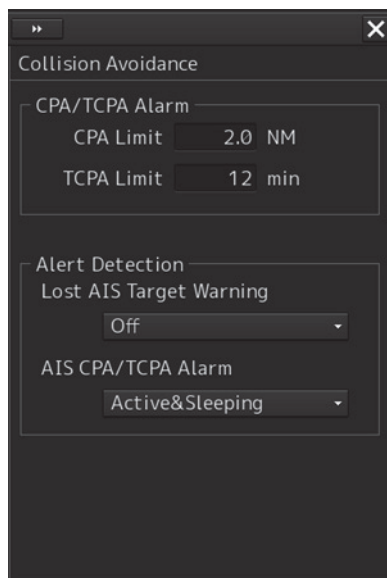 Collision Avoidance
CPA/TCPA Alarm
CPA Limit 2.0 NM
TCPA Limit 12 min
Alert Detection
Lost AIS Target Warning
Off
AIS CPA/TCPA Alarm
Active&Sleeping